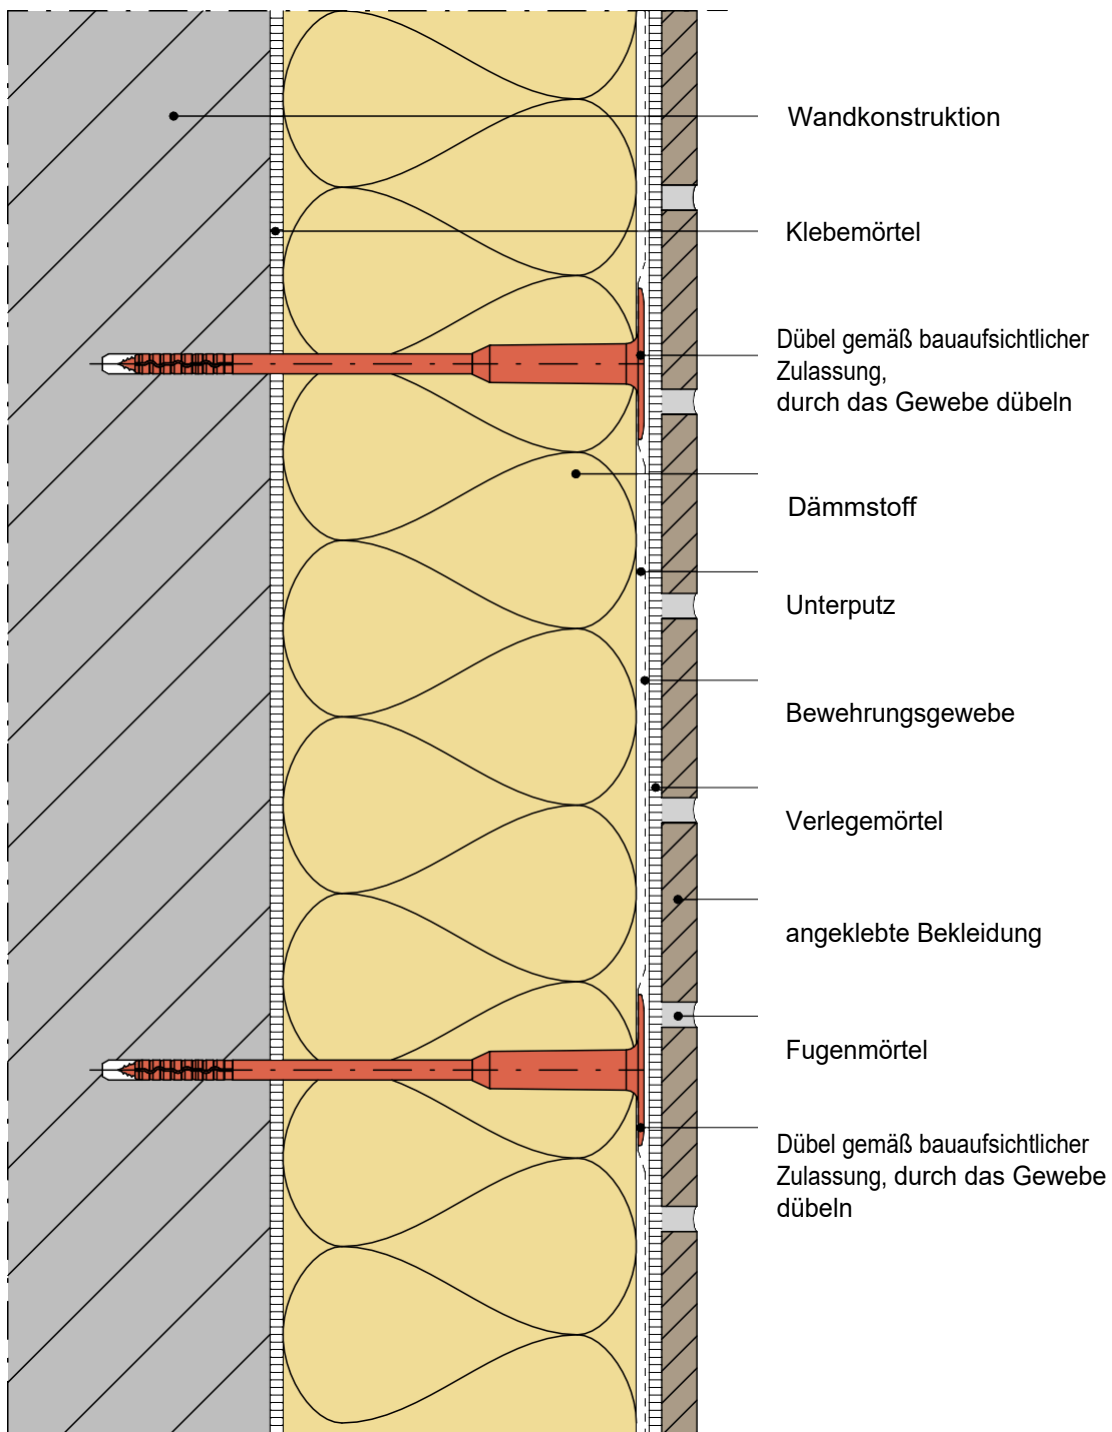 Wandkonstruktion
Klebemörtel
Dübel gemäß bauaufsichtlicher
Zulassung,
durch das Gewebe dübeln
Dämmstoff
Unterputz
Bewehrungsgewebe
Verlegemörtel
angeklebte Bekleidung
Fugenmörtel
Dübel gemäß bauaufsichtlicher
Zulassung, durch das Gewebe
dübeln